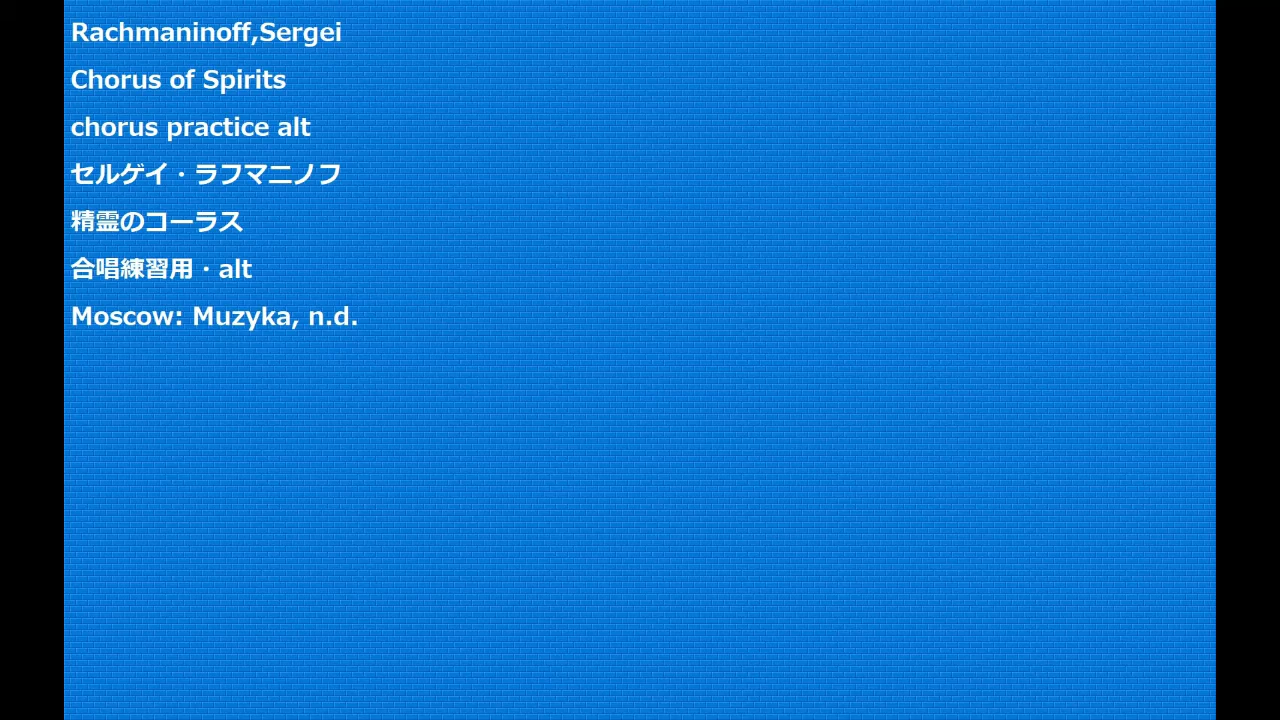 Rachmaninoff,Sergei
Chorus of Spirits
chorus practice alt
セルゲイ・ラフマニノフ
精霊のコーラス
合唱練習用・alt
Moscow: Muzyka, n.d.